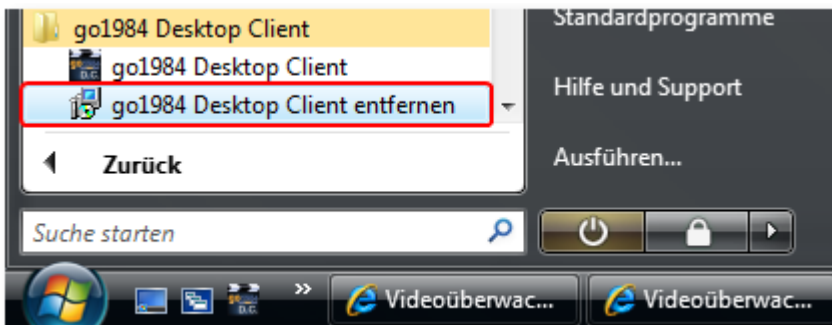 go1984 Desktop Client
Standardprogramme
go1984 Desktop Client
Hilfe und Support
go1984 Desktop Client entfernen
Zurück
Ausführen...
Suche starten
D.C.
»
Videoüberwac...
Videoüberwac...